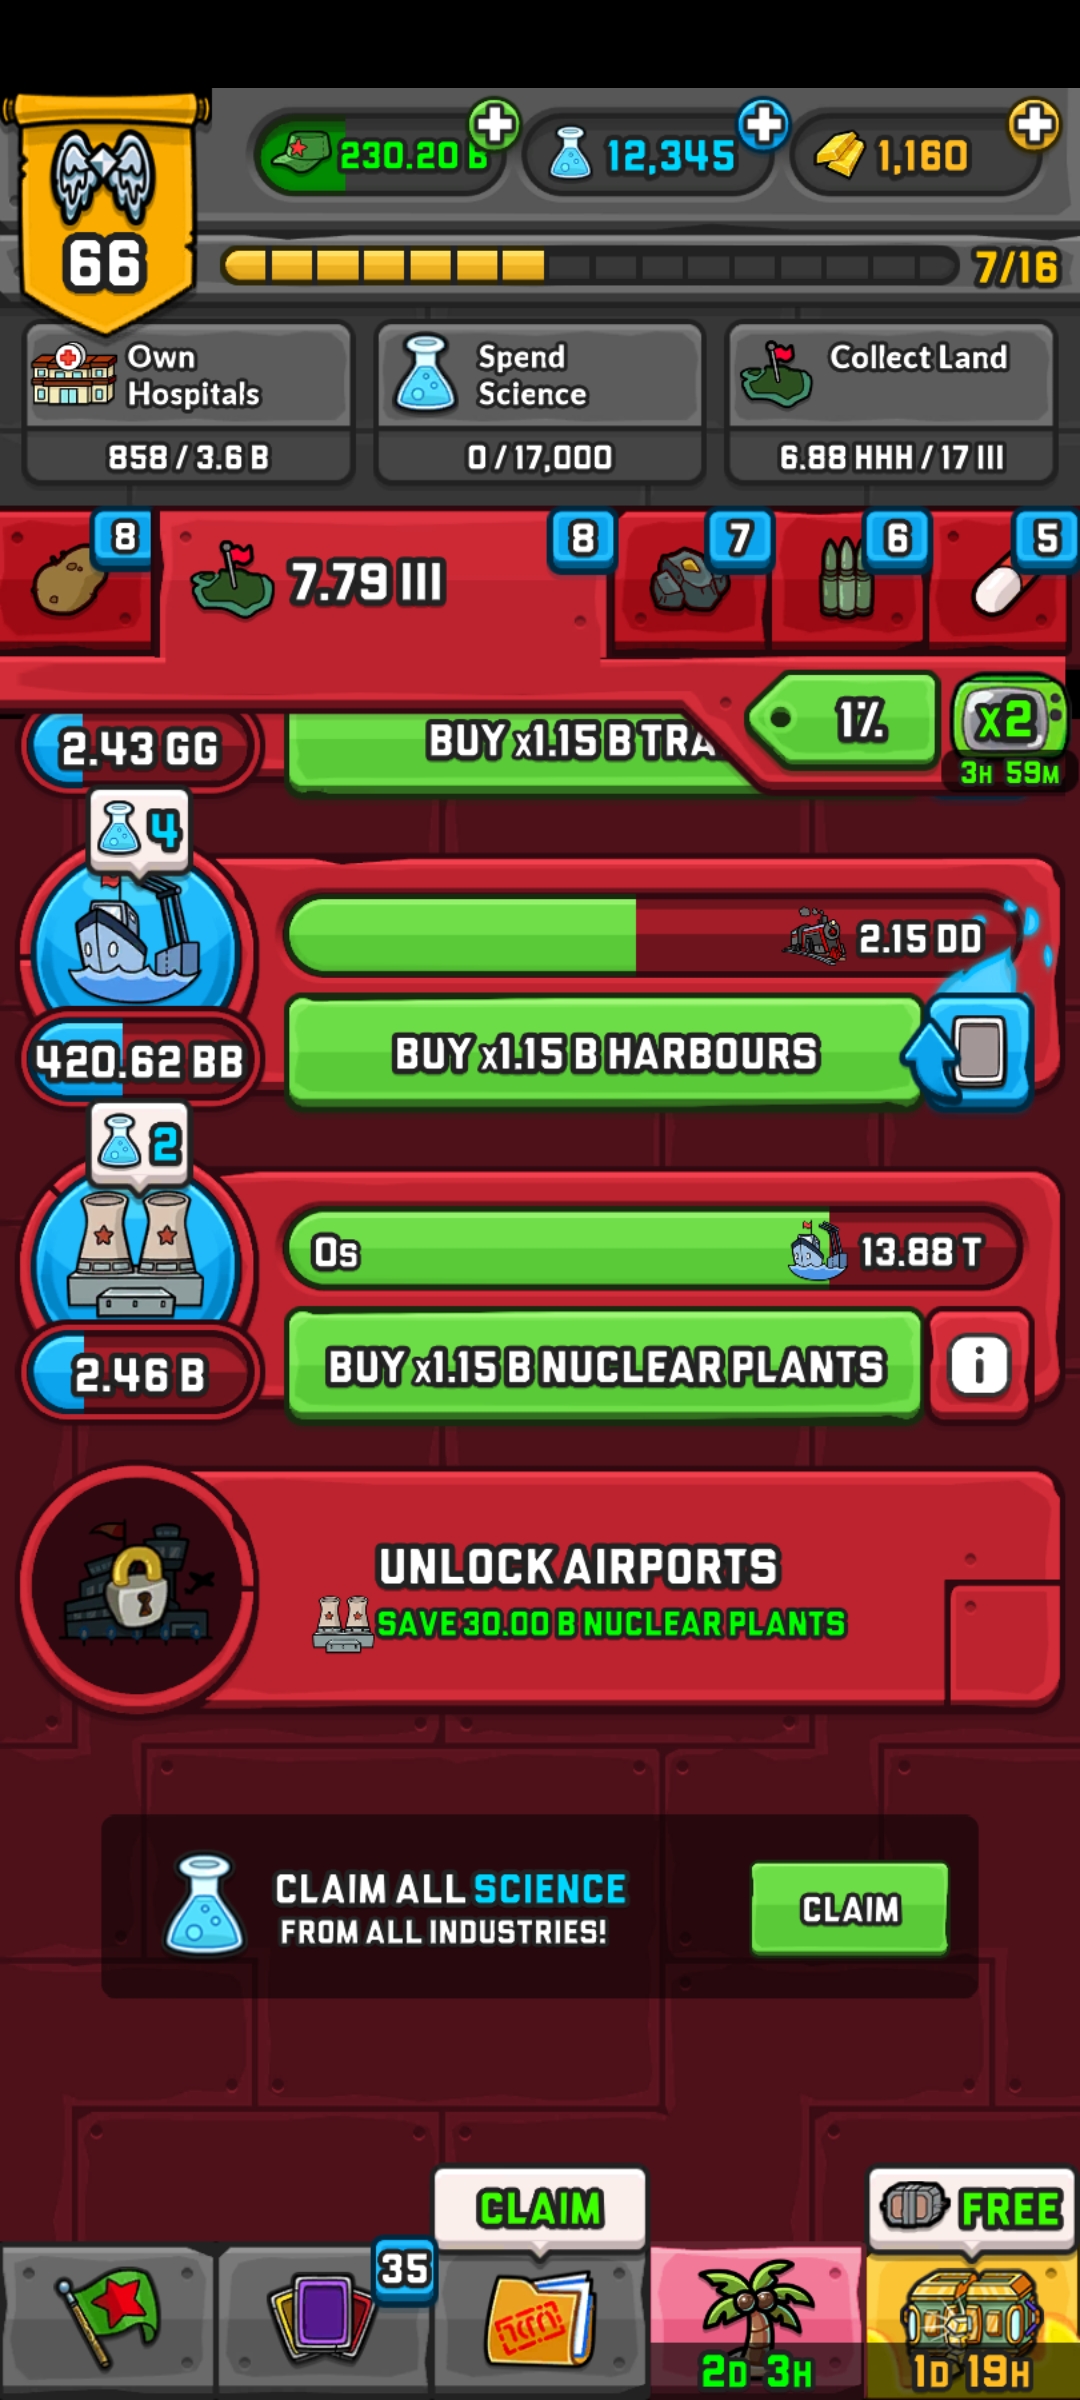 230.20 B
12,345
1,160
66
7/16
Own
Hospitals
858 / 3.6 B
Spend
Science
0 / 17,000
Collect Land
6.88 HHH / 17 III
8
7.79 III
8
7
6
5
1%
x2
3H 59M
2.43 GG
BUY x1.15 B TRA
4
2.15 DD
BUY x1.15 B HARBOURS
420.62 BB
2
0s
13.88 T
BUY x1.15 B NUCLEAR PLANTS
i
2.46 B
UNLOCK AIRPORTS
SAVE 30.00 B NUCLEAR PLANTS
CLAIM ALL SCIENCE
FROM ALL INDUSTRIES!
CLAIM
CLAIM
FREE
35
2D 3H
1D 19H